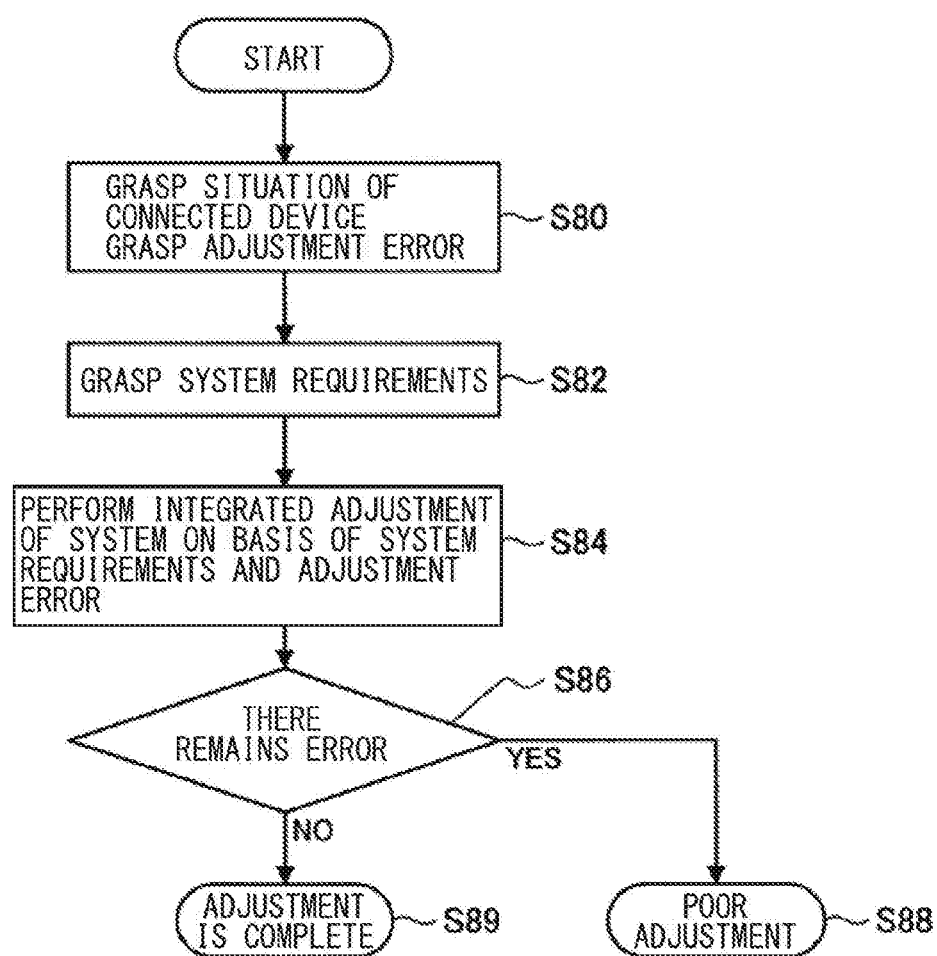 START
GRASP SITUATION OF
CONNECTED DEVICE
GRASP ADJUSTMENT ERROR
S80
GRASP SYSTEM REQUIREMENTS
S82
PERFORM INTEGRATED ADJUSTMENT
OF SYSTEM ON BASIS OF SYSTEM
REQUIREMENTS AND ADJUSTMENT
ERROR
S84
THERE
REMAINS ERROR
S86
YES
NO
ADJUSTMENT
IS COMPLETE
S89
POOR
ADJUSTMENT
S88